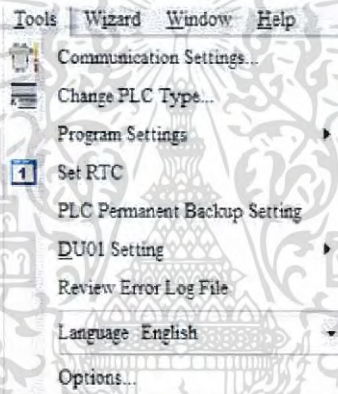 Tools Wizard Window Help
Communication Settings...
Change PLC Type...
Program Settings
1 Set RTC
PLC Permanent Backup Setting
DU01 Setting
Review Error Log File
Language English
Options...